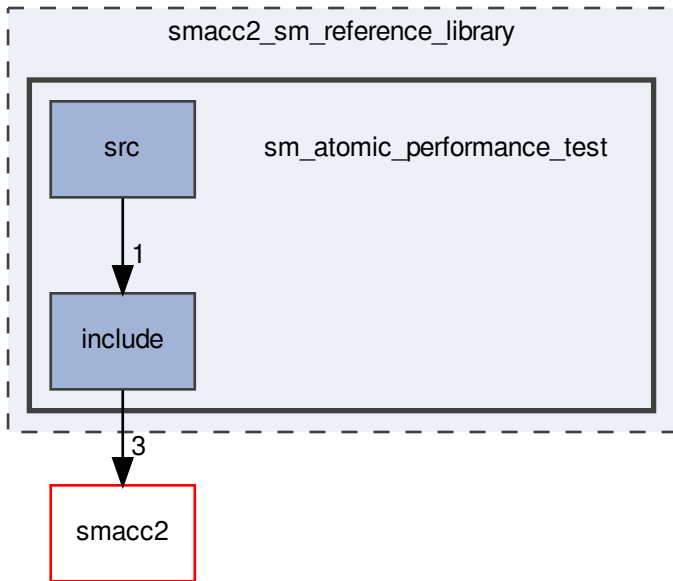 smacc2_sm_reference_library
src
sm_atomic_performance_test
1
include
3
smacc2